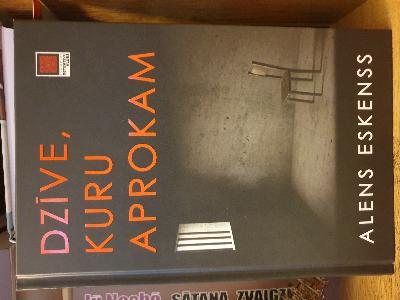 DZĪVE,
KURU
APROKAM
ALENS ESKENSS
SĀTANA ZVAIGZ